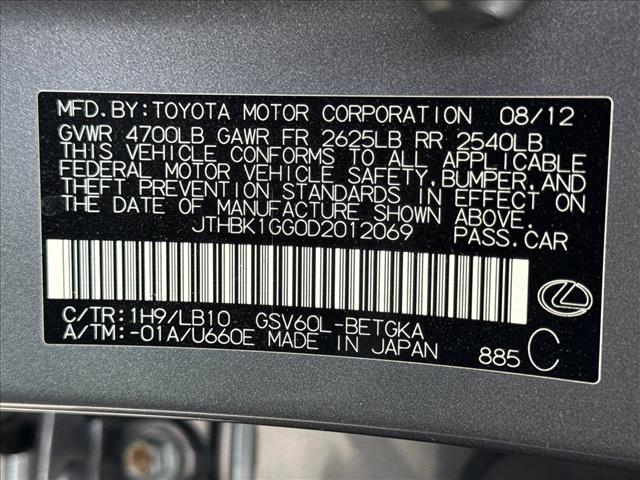 MFD.BY:TOYOTA MOTOR CORPORATION 08/12
GVWR 4700LB GAWR FR 2625LB RR 2540LB
THIS VEHICLE CONFORMS TO ALL APPLICABLE
FEDERAL MOTOR VEHICLE SAFETY,BUMPER,AND
THEFT PREVENTION STANDARDS IN EFFECT ON
THE DATE OF MANUFACTURE SHOWN ABOVE.
JTHBK1GG0D2012069 PASS.CAR
C/TR:1H9/LB10 GSV60L-BETGKA
A/TM:-01A/U660E MADE IN JAPAN
885 C